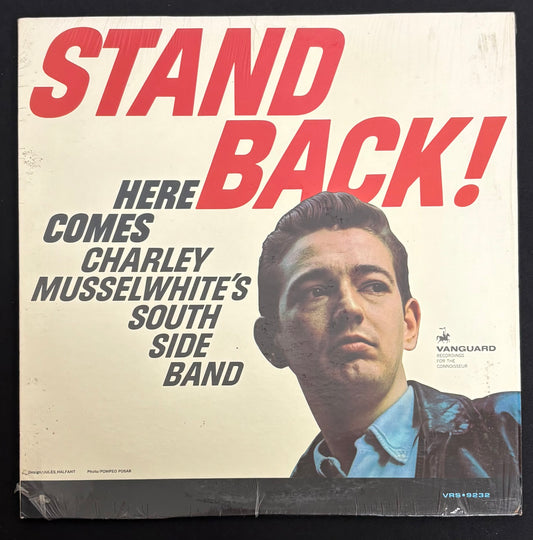 STAND
BACK!
HERE
COMES
CHARLEY
MUSSELWHITE'S
SOUTH
SIDE
BAND
VANGUARD
RECORDINGS
FOR THE
CONNOISSEUR
Design/JULES HALFANT Photo/POMPEO POSAR
VRS•9232